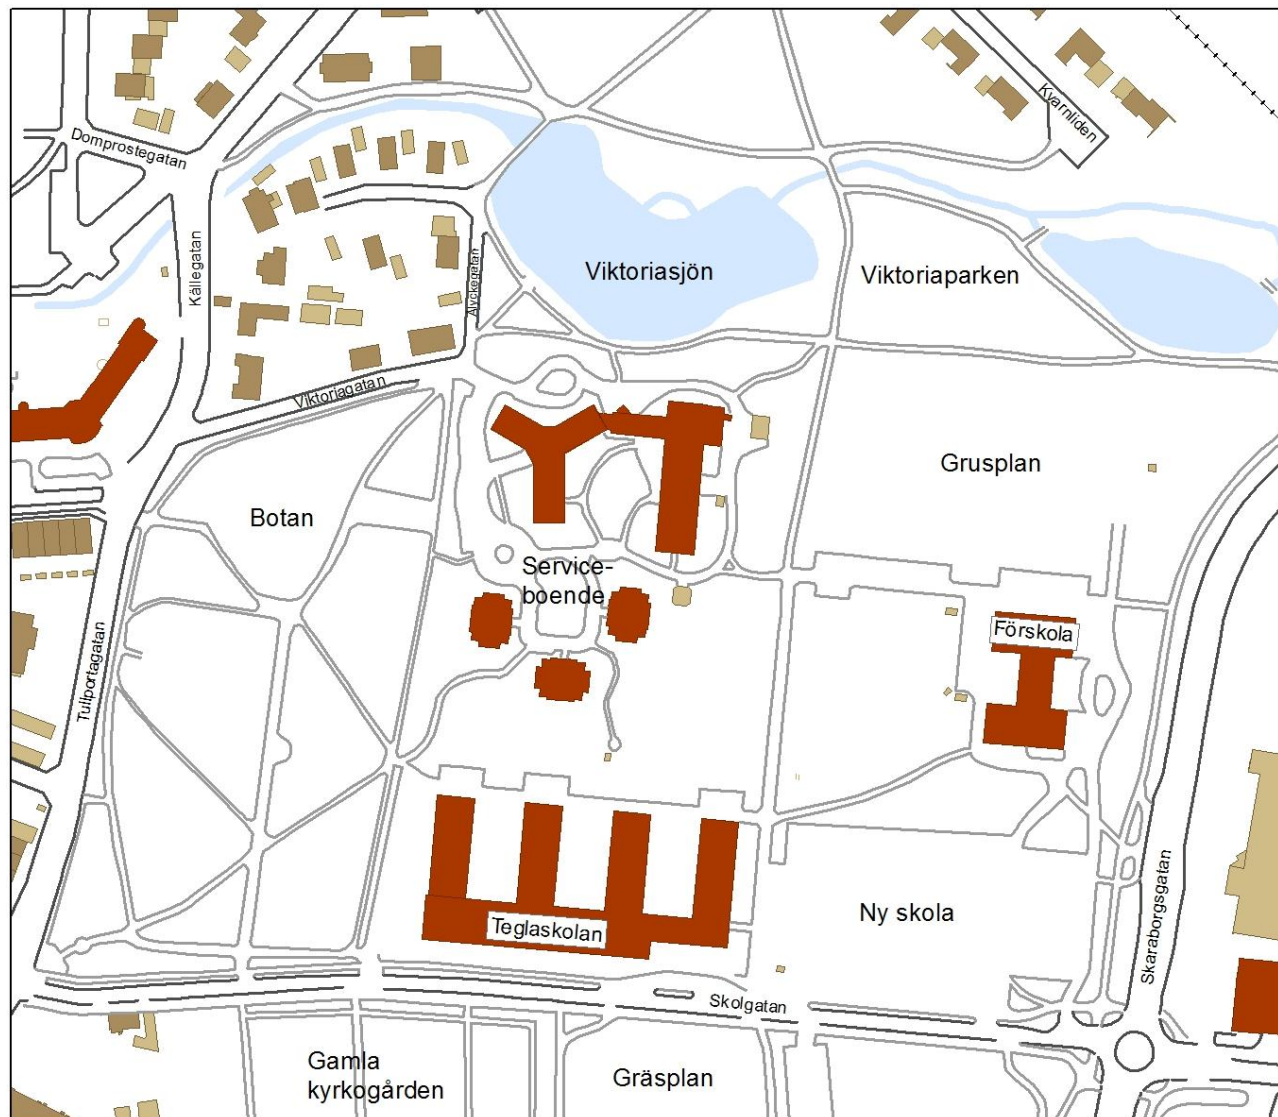 Kvarnliden
Domprostegatan
Källegatan
Alyckegatan
Viktoriasjön
Viktoriaparken
Viktoriagatan
Grusplan
Botan
Service-
boende
Förskola
Tullportagatan
Ny skola
Teglaskolan
Skaraborgsgatan
Skolgatan
Gamla
kyrkogården
Gräsplan